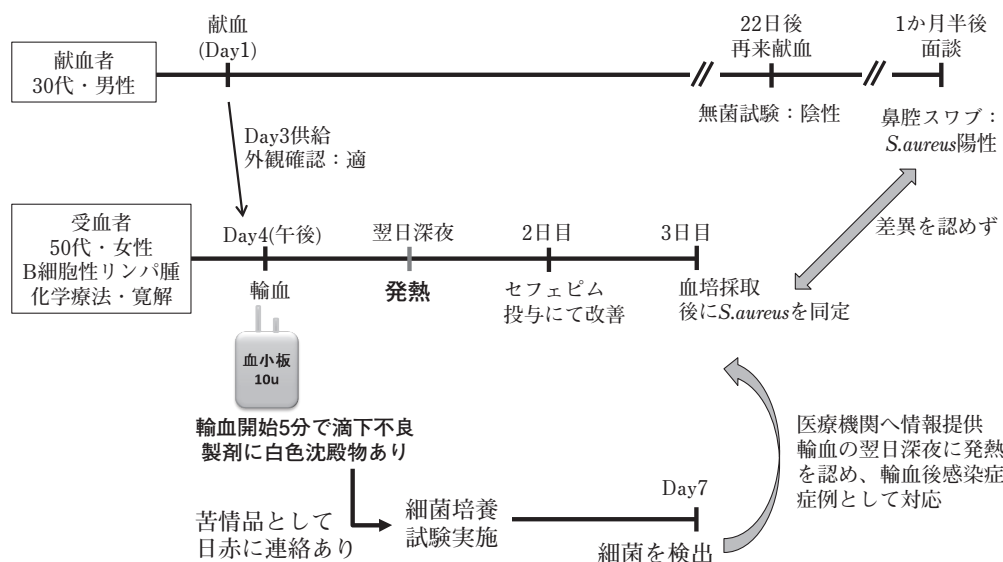 献血
(Day1)
22日後
再来献血
1か月半後
面談
献血者
30代・男性
無菌試験：陰性
鼻腔スワブ：
S.aureus陽性
Day3供給
外観確認：適
差異を認めず
受血者
50代・女性
B細胞性リンパ腫
化学療法・寛解
Day4(午後)
翌日深夜
2日目
3日目
輸血
発熱
セフェピム
投与にて改善
血培採取
後にS.aureusを同定
血小板
10u
輸血開始5分で滴下不良
製剤に白色沈殿物あり
医療機関へ情報提供
輸血の翌日深夜に発熱
を認め、輸血後感染症
症例として対応
苦情品として
日赤に連絡あり
細菌培養
試験実施
Day7
細菌を検出